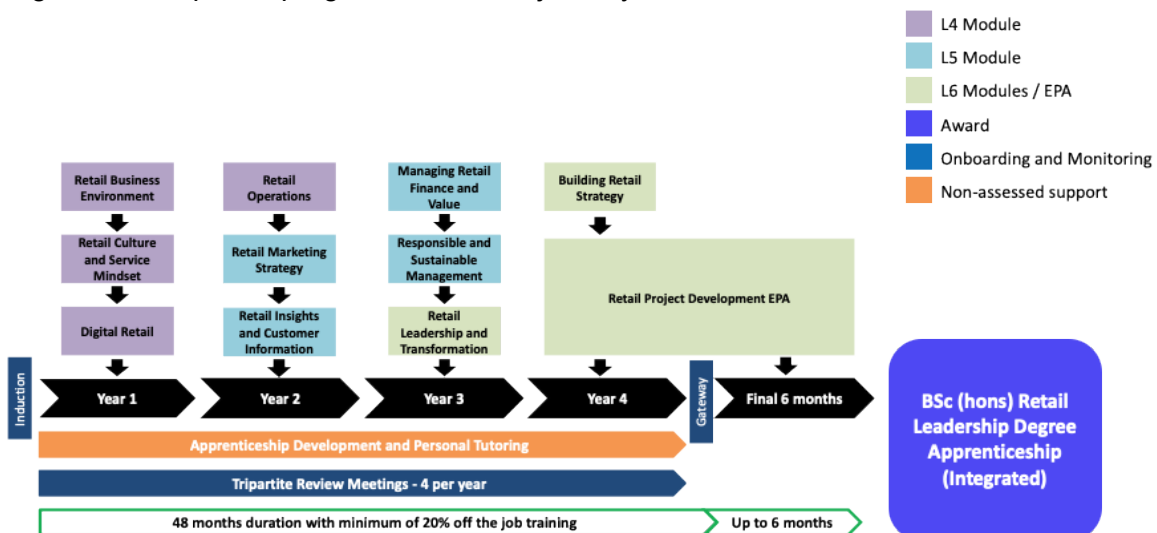 L4 Module
L5 Module
L6 Modules / EPA
Award
Onboarding and Monitoring
Non-assessed support
Retail Business
Environment
Retail Culture
and Service
Mindset
Digital Retail
Retail
Operations
Retail Marketing
Strategy
Retail Insights
and Customer
Information
Managing Retail
Finance and
Value
Responsible and
Sustainable
Management
Retail
Leadership and
Transformation
Building Retail
Strategy
Retail Project Development EPA
Induction
Year 1
Year 2
Year 3
Year 4
Gateway
Final 6 months
Apprenticeship Development and Personal Tutoring
Tripartite Review Meetings - 4 per year
48 months duration with minimum of 20% off the job training
Up to 6 months
BSc (hons) Retail
Leadership Degree
Apprenticeship
(Integrated)